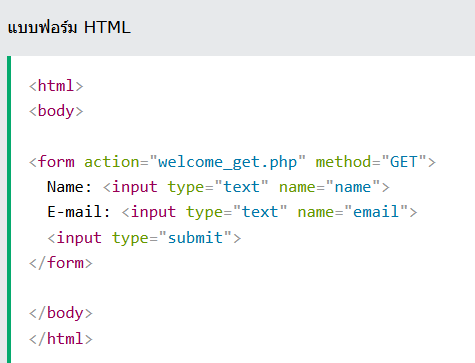 แบบฟอร์ม HTML
<html>
<body>
<form action="welcome_get.php" method="GET">
Name: <input type="text" name="name">
E-mail: <input type="text" name="email">
<input type="submit">
</form>
</body>
</html>